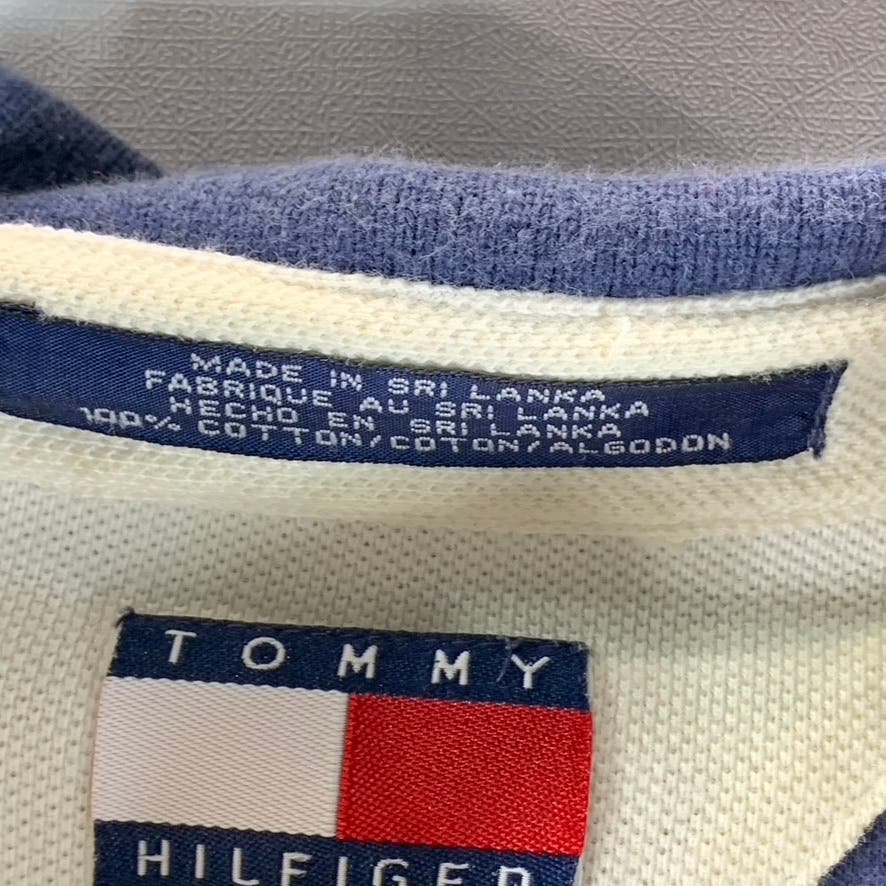 MADE IN SRI LANKA
FABRIQUE AU SRI LANKA
HECHO EN SRI LANKA
100% COTTON/COTON/ALGODON
TOMMY
HILFIGER